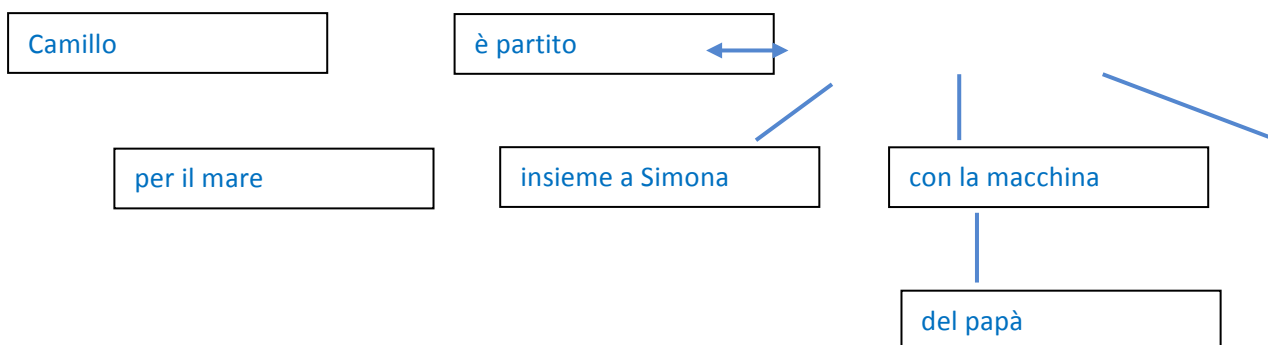 Camillo
è partito
per il mare
insieme a Simona
con la macchina
del papà